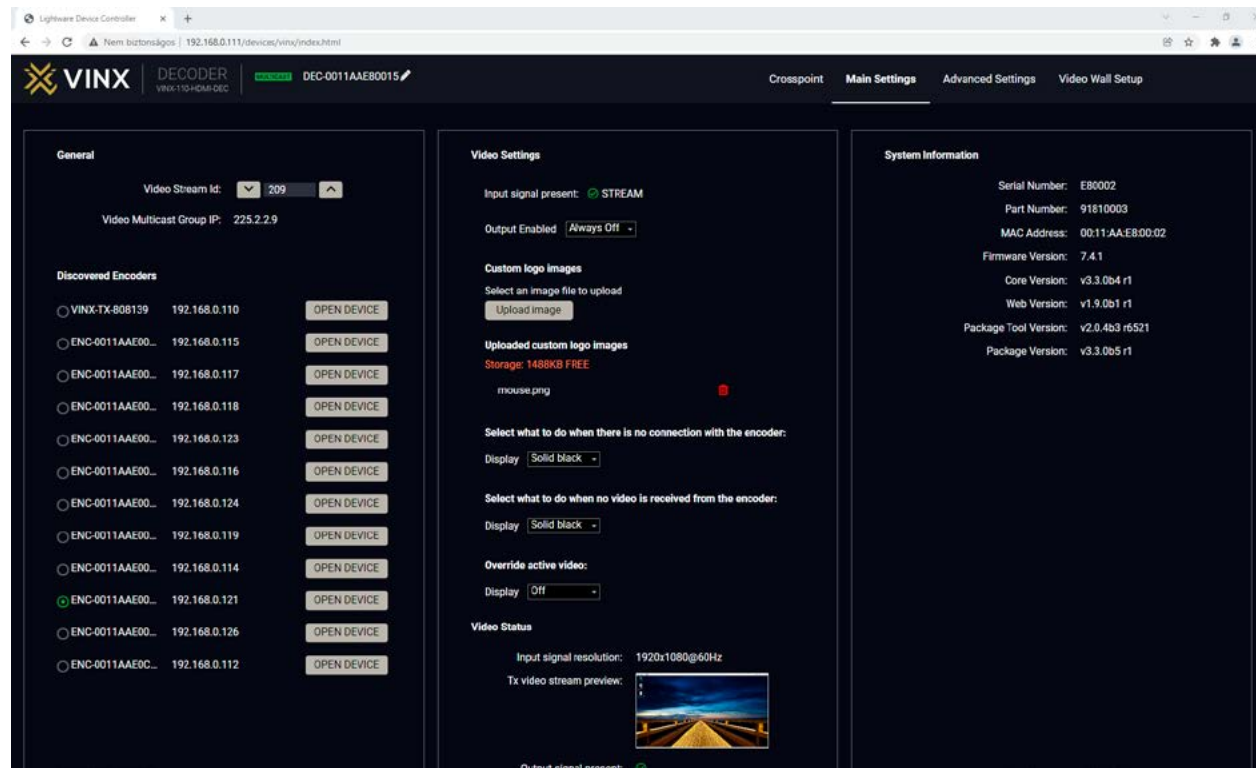 Lightware Device Controller
Nem biztonságos | 192.168.0.111/devices/vinx/index.html
VINX
DECODER
VINX-110-HDMI-DEC
MULTICAST
DEC-0011AAE80015
Crosspoint
Main Settings
Advanced Settings
Video Wall Setup
General
Video Stream Id: 209
Video Multicast Group IP: 225.2.2.9
Discovered Encoders
VINX-TX-808139 192.168.0.110 OPEN DEVICE
ENC-0011AAE00... 192.168.0.115 OPEN DEVICE
ENC-0011AAE00... 192.168.0.117 OPEN DEVICE
ENC-0011AAE00... 192.168.0.118 OPEN DEVICE
ENC-0011AAE00... 192.168.0.123 OPEN DEVICE
ENC-0011AAE00... 192.168.0.116 OPEN DEVICE
ENC-0011AAE00... 192.168.0.124 OPEN DEVICE
ENC-0011AAE00... 192.168.0.119 OPEN DEVICE
ENC-0011AAE00... 192.168.0.114 OPEN DEVICE
ENC-0011AAE00... 192.168.0.121 OPEN DEVICE
ENC-0011AAE00... 192.168.0.126 OPEN DEVICE
ENC-0011AAE0C... 192.168.0.112 OPEN DEVICE
Video Settings
Input signal present: STREAM
Output Enabled Always Off
Custom logo images
Select an image file to upload
Upload image
Uploaded custom logo images
Storage: 1488KB FREE
mouse.png
Select what to do when there is no connection with the encoder:
Display Solid black
Select what to do when no video is received from the encoder:
Display Solid black
Override active video:
Display Off
Video Status
Input signal resolution: 1920x1080@60Hz
Tx video stream preview:
Output signal present:
System Information
Serial Number: E80002
Part Number: 91810003
MAC Address: 00:11:AA:E8:00:02
Firmware Version: 7.4.1
Core Version: v3.3.0b4 r1
Web Version: v1.9.0b1 r1
Package Tool Version: v2.0.4b3 r6521
Package Version: v3.3.0b5 r1